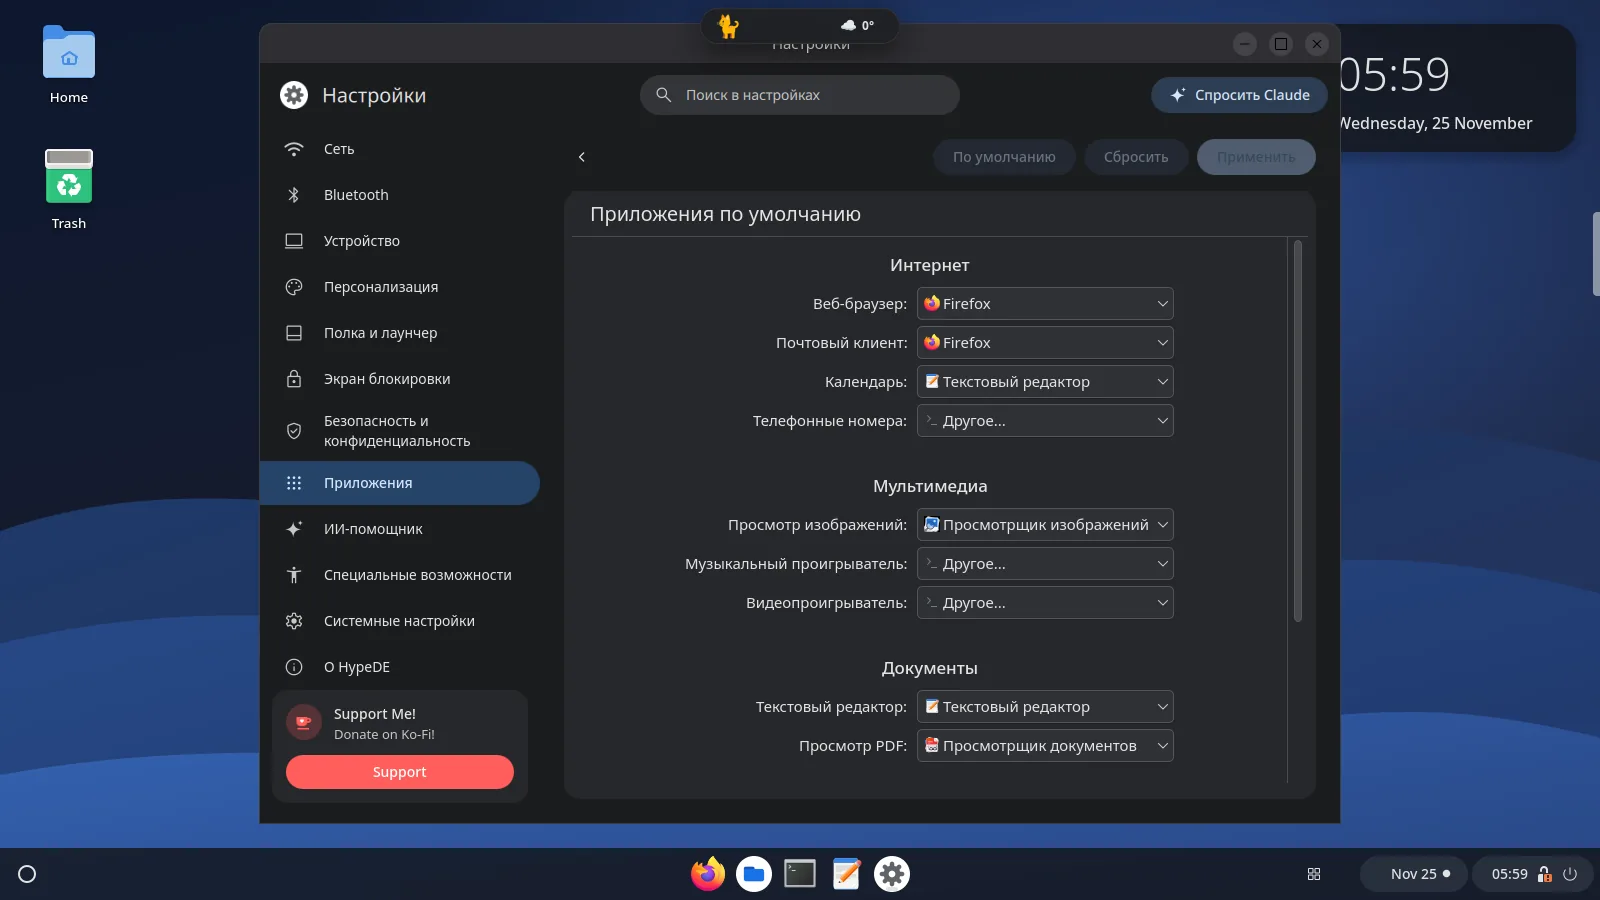 Home
Trash
0°
Настройки
Настройки
Поиск в настройках
Спросить Claude
05:59
Wednesday, 25 November
Сеть
Bluetooth
Устройство
Персонализация
Полка и лаунчер
Экран блокировки
Безопасность и
конфиденциальность
Приложения
ИИ-помощник
Специальные возможности
Системные настройки
О HypeDE
Support Me!
Donate on Ko-Fi!
Support
По умолчанию
Сбросить
Применить
Приложения по умолчанию
Интернет
Веб-браузер: Firefox
Почтовый клиент: Firefox
Календарь: Текстовый редактор
Телефонные номера: Другое...
Мультимедиа
Просмотр изображений: Просмотрщик изображений
Музыкальный проигрыватель: Другое...
Видеопроигрыватель: Другое...
Документы
Текстовый редактор: Текстовый редактор
Просмотр PDF: Просмотрщик документов
Nov 25
05:59